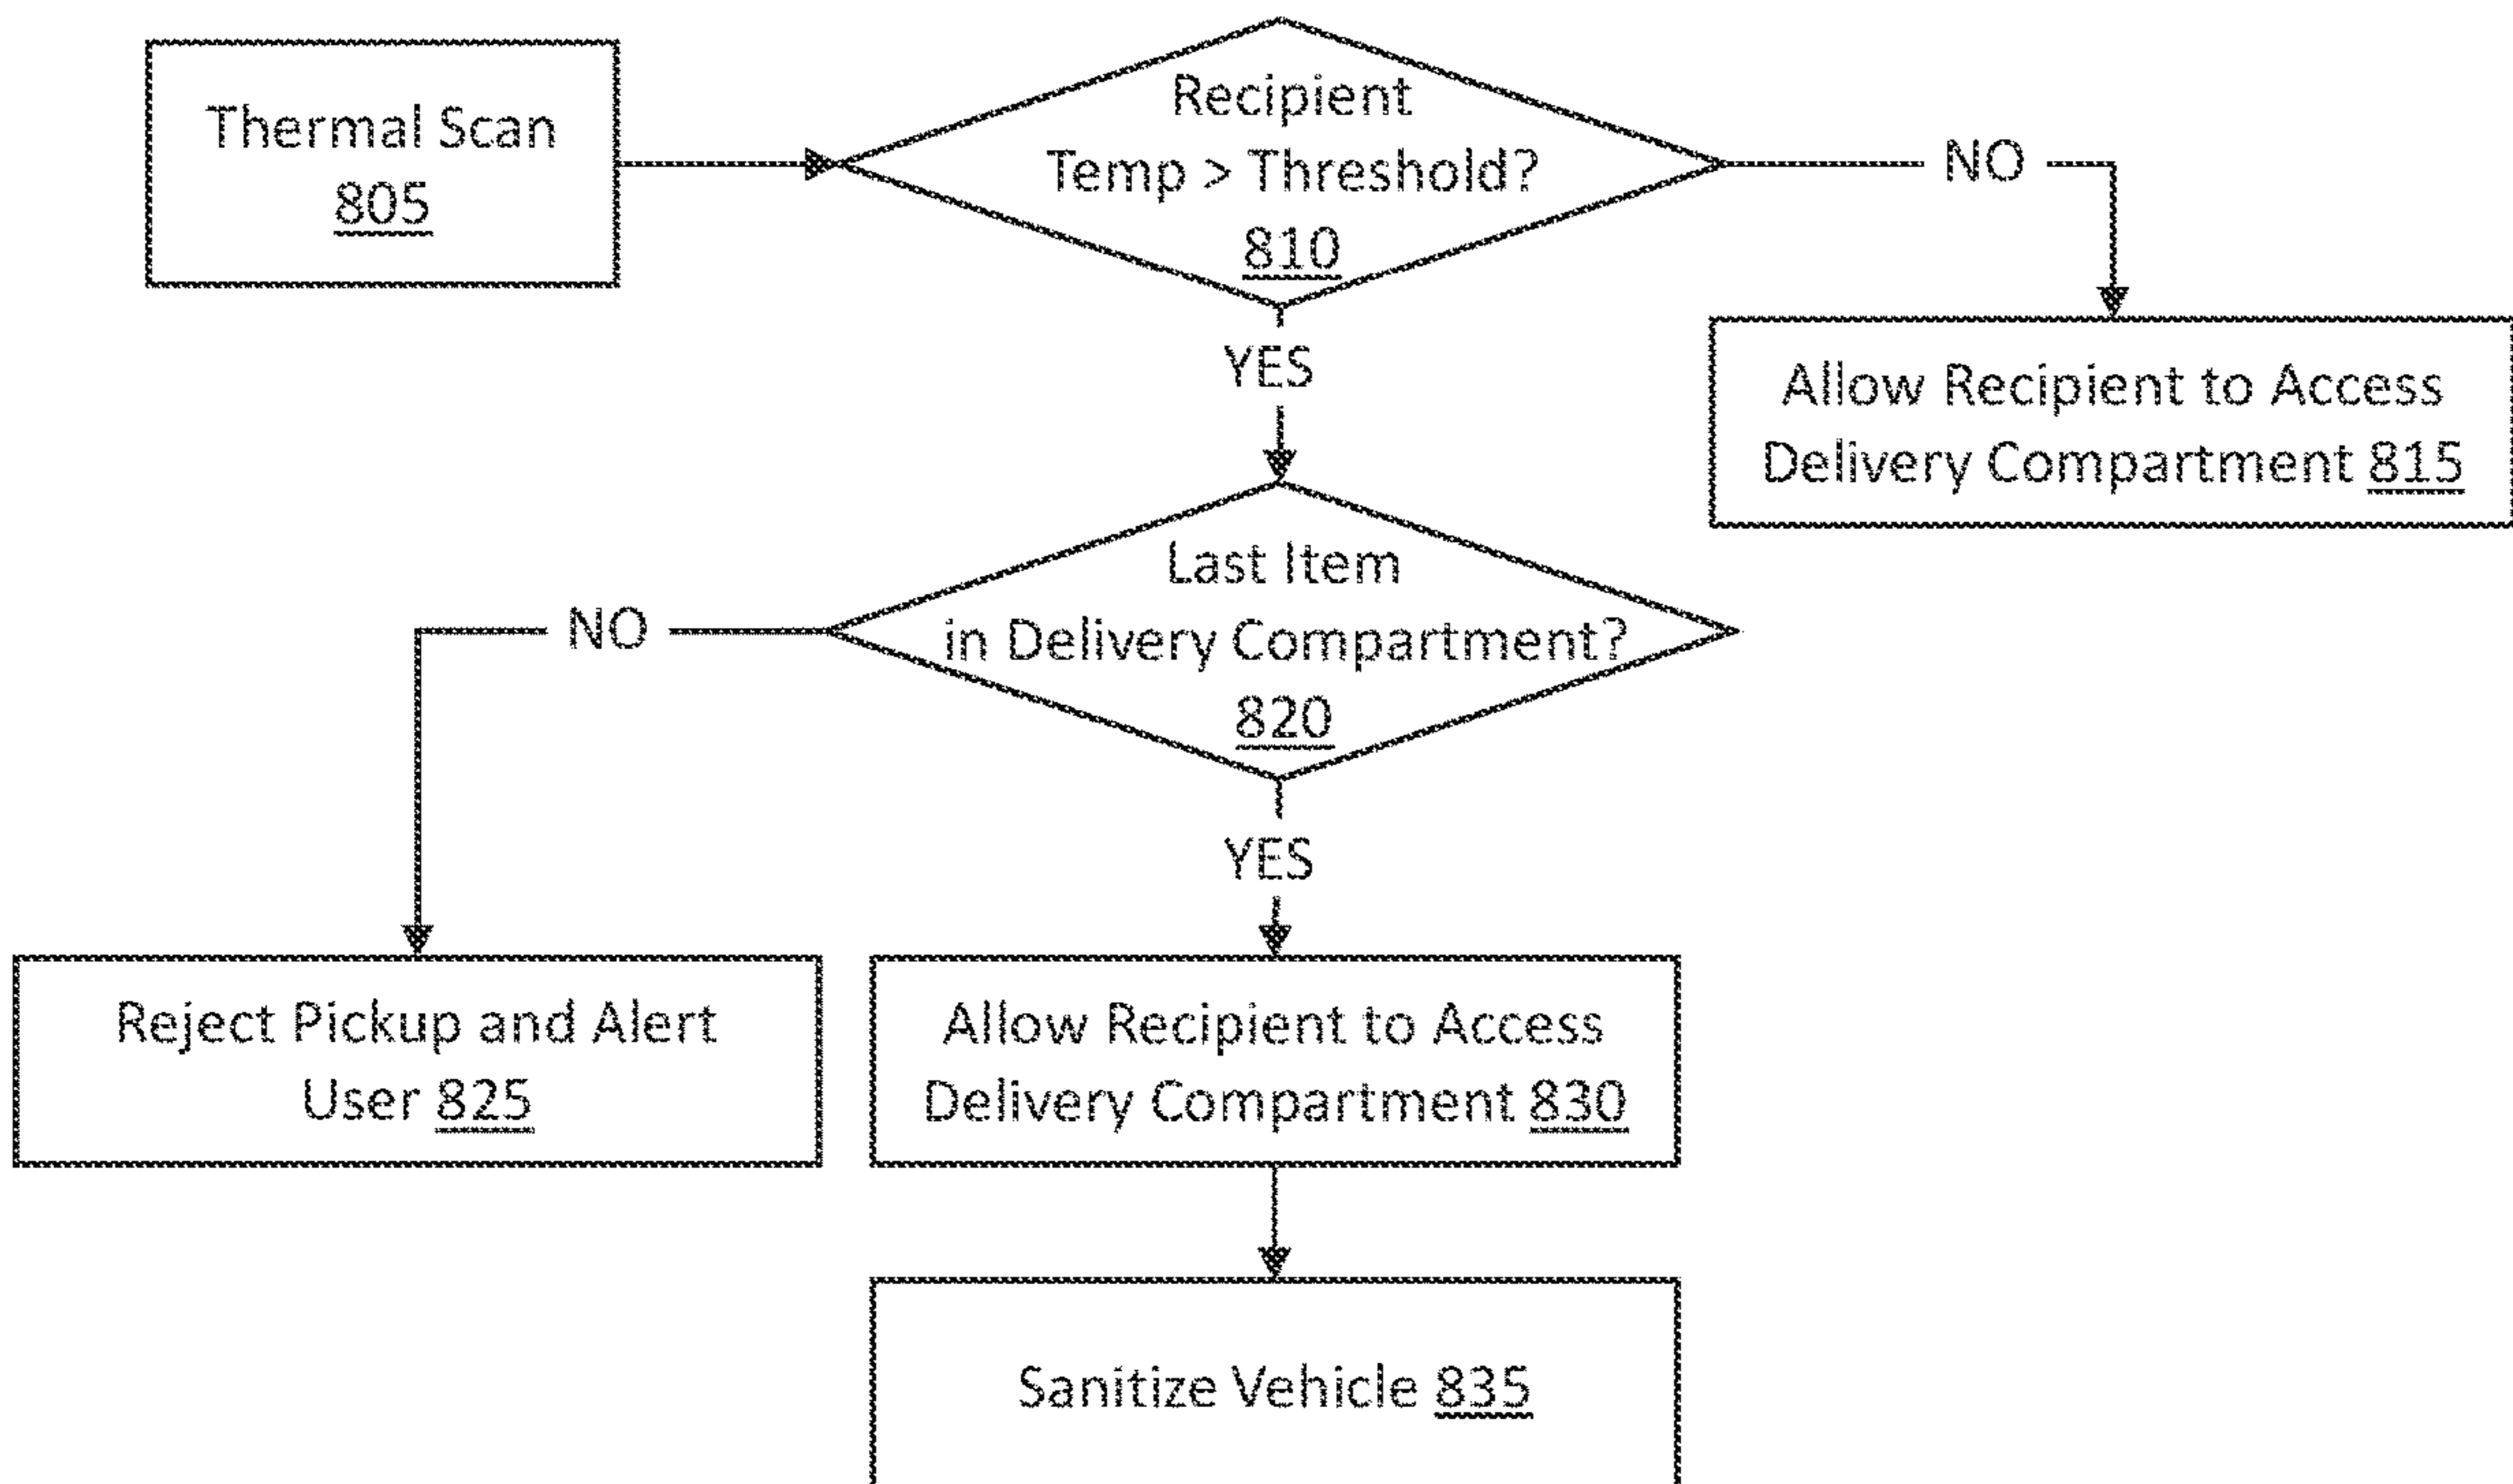 Thermal Scan
805
Recipient
Temp > Threshold?
810
NO
YES
Allow Recipient to Access
Delivery Compartment 815
Last Item
in Delivery Compartment?
820
NO
YES
Reject Pickup and Alert
User 825
Allow Recipient to Access
Delivery Compartment 830
Sanitize Vehicle 835